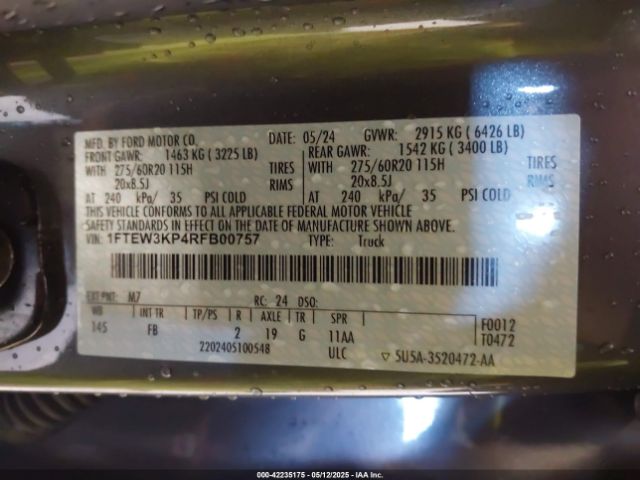 MFD. BY FORD MOTOR CO. DATE: 05/24 GVWR: 2915 KG ( 6426 LB)
FRONT GAWR: 1463 KG ( 3225 LB) REAR GAWR: 1542 KG ( 3400 LB)
WITH 275/60R20 115H TIRES WITH 275/60R20 115H TIRES
20x8.5J RIMS 20x8.5J RIMS
AT 240 kPa/ 35 PSI COLD AT 240 kPa/ 35 PSI COLD
THIS VEHICLE CONFORMS TO ALL APPLICABLE FEDERAL MOTOR VEHICLE
SAFETY STANDARDS IN EFFECT ON THE DATE OF MANUFACTURE SHOWN ABOVE.
VIN: 1FTEW3KP4RFB00757 TYPE: Truck
EXT PNT: M7 RC: 24 DSO:
WB INT TR TP/PS R AXLE TR SPR F0012
145 FB 2 19 G 11AA T0472
2202405100548 ULC ▽ 5U5A-3520472-AA
000-42235175 - 05/12/2025 - IAAI.COM